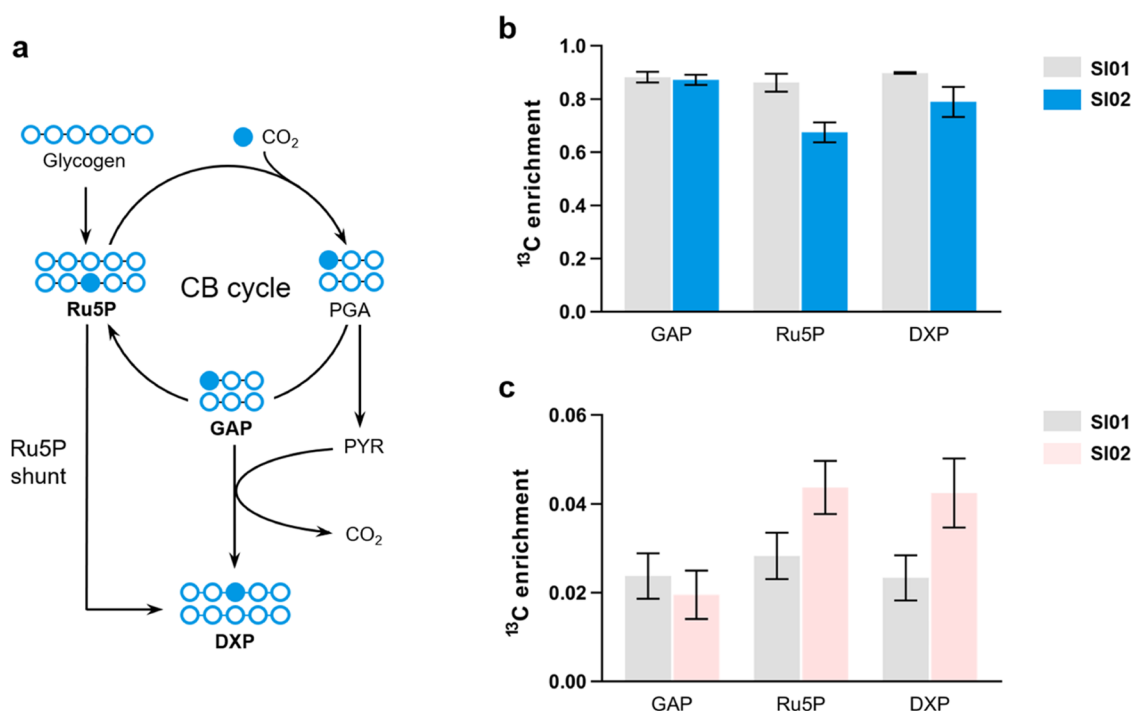 a
Glycogen
CO2
Ru5P
CB cycle
PGA
GAP
Ru5P
shunt
PYR
CO2
DXP
b
13C enrichment
1.0
0.8
0.6
0.4
0.2
0.0
GAP Ru5P DXP
SI01
SI02
c
13C enrichment
0.06
0.04
0.02
0.00
GAP Ru5P DXP
SI01
SI02